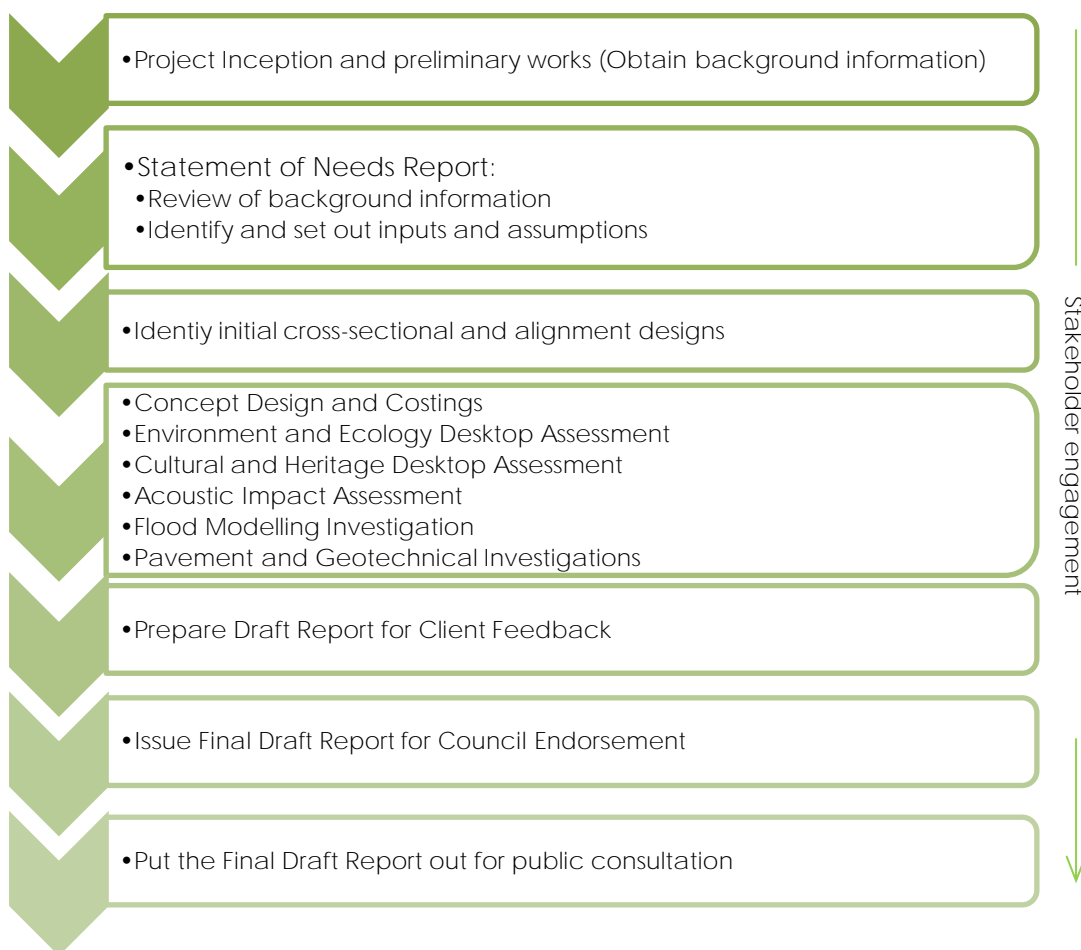 •Project Inception and preliminary works (Obtain background information)
•Statement of Needs Report:
•Review of background information
•Identify and set out inputs and assumptions
•Identiy initial cross-sectional and alignment designs
•Concept Design and Costings
•Environment and Ecology Desktop Assessment
•Cultural and Heritage Desktop Assessment
•Acoustic Impact Assessment
•Flood Modelling Investigation
•Pavement and Geotechnical Investigations
•Prepare Draft Report for Client Feedback
•Issue Final Draft Report for Council Endorsement
•Put the Final Draft Report out for public consultation
Stakeholder engagement